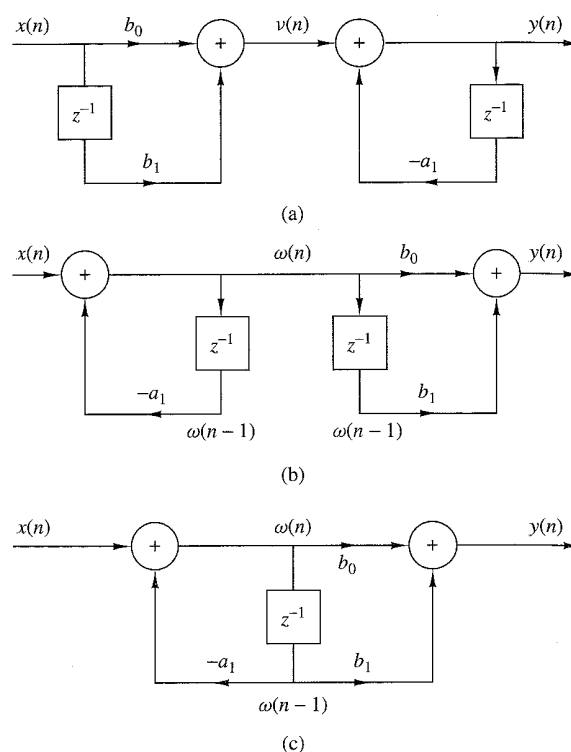 x(n) b₀ v(n) y(n)
+ +
z⁻¹ z⁻¹
b₁ −a₁
(a)
x(n) ω(n) b₀ y(n)
+ +
z⁻¹ z⁻¹
−a₁ b₁
ω(n − 1) ω(n − 1)
(b)
x(n) ω(n) y(n)
+ +
b₀
z⁻¹
−a₁ b₁
ω(n − 1)
(c)